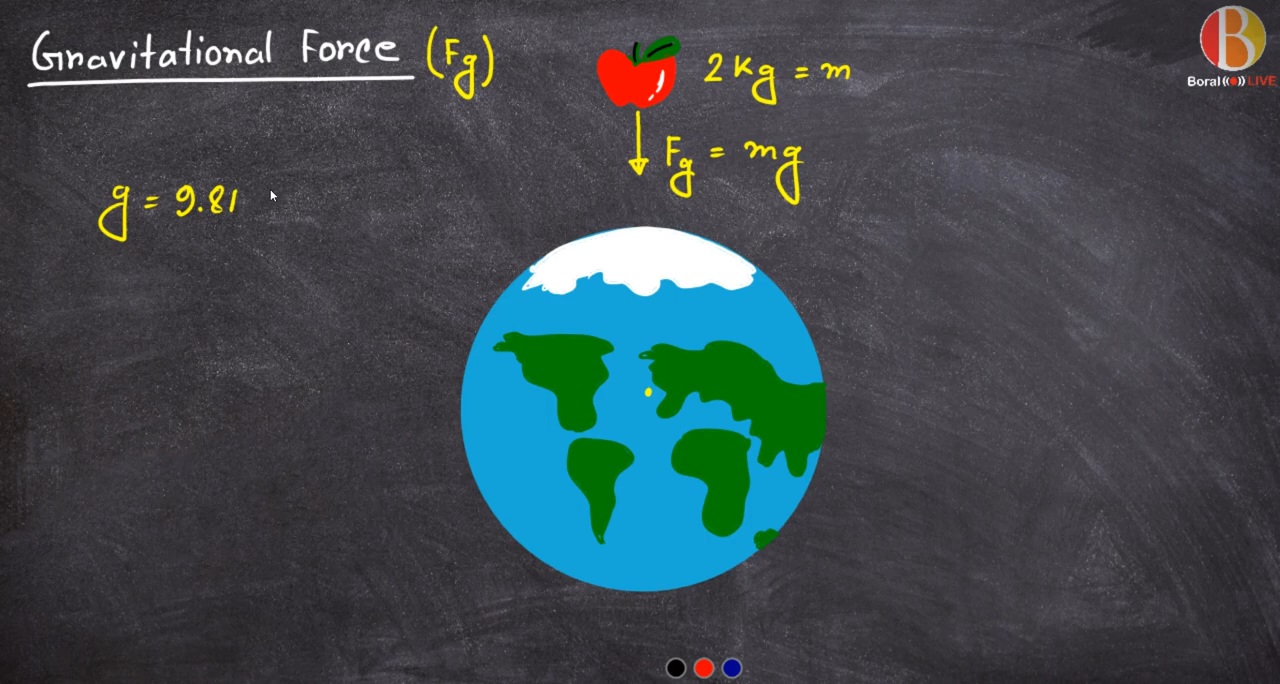 Gravitational Force (Fg)
2 Kg = m
Fg = mg
g = 9.81
B
Boral ((●)) LIVE